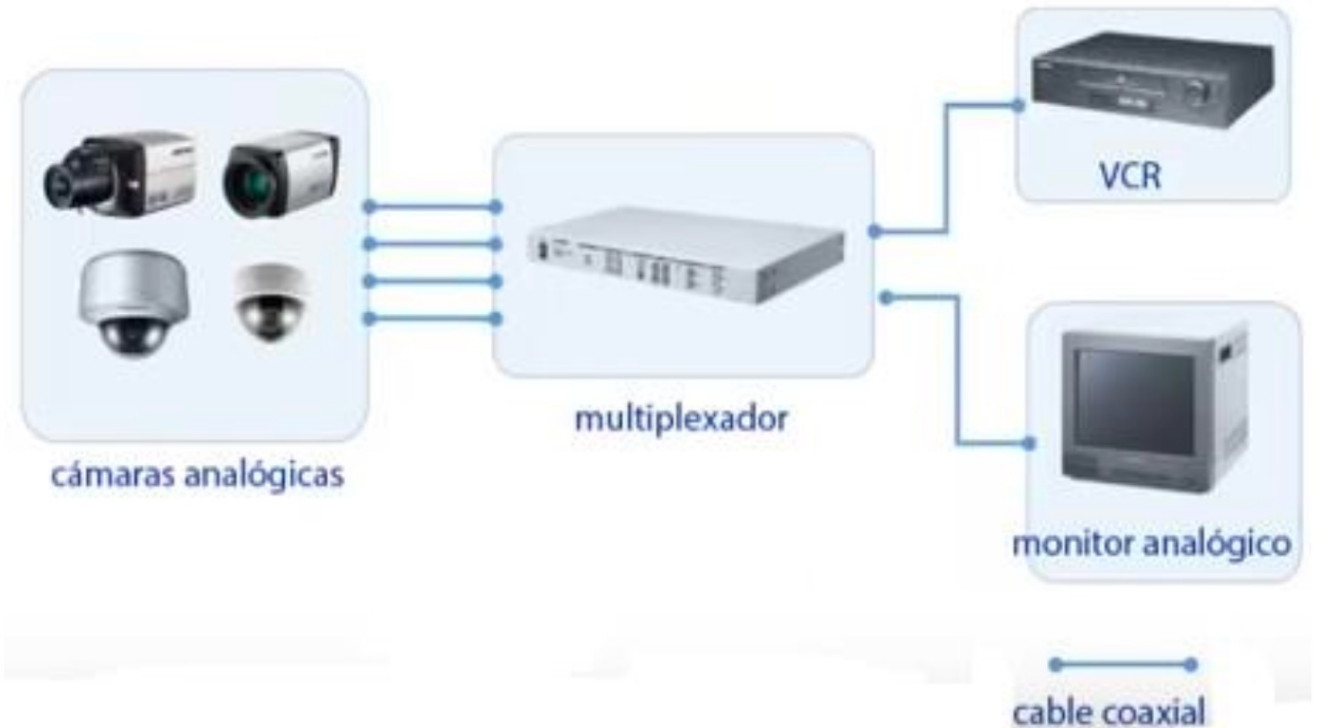 VCR
multiplexador
cámaras analógicas
monitor analógico
cable coaxial